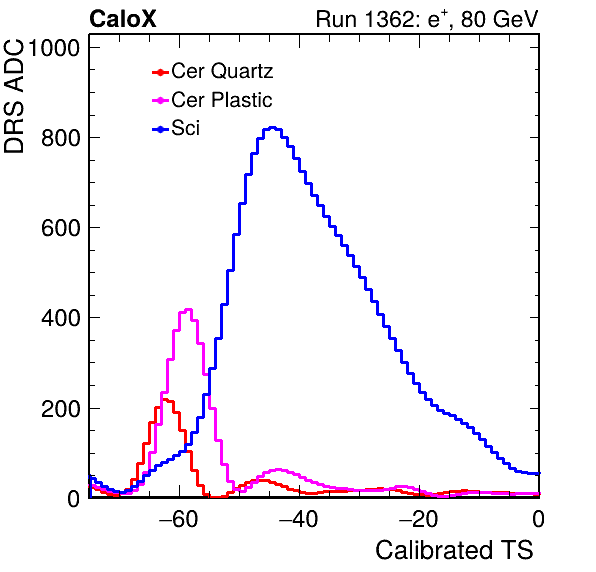 CaloX Run 1362: e⁺, 80 GeV
DRS ADC
1000
800
600
400
200
0
Cer Quartz
Cer Plastic
Sci
−60 −40 −20 0
Calibrated TS